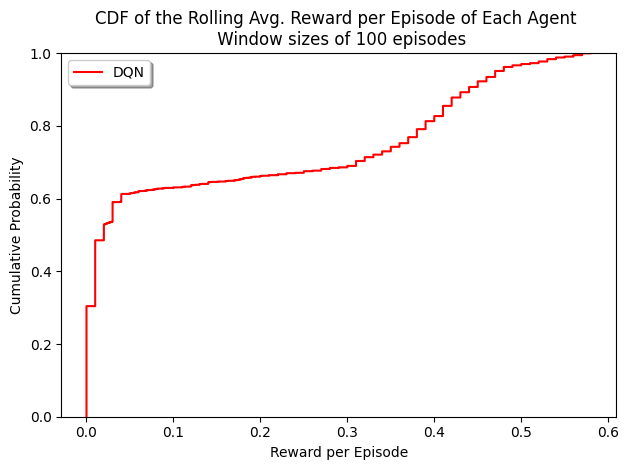 CDF of the Rolling Avg. Reward per Episode of Each Agent
Window sizes of 100 episodes
DQN
1.0
0.8
0.6
0.4
0.2
0.0
Cumulative Probability
0.0 0.1 0.2 0.3 0.4 0.5 0.6
Reward per Episode